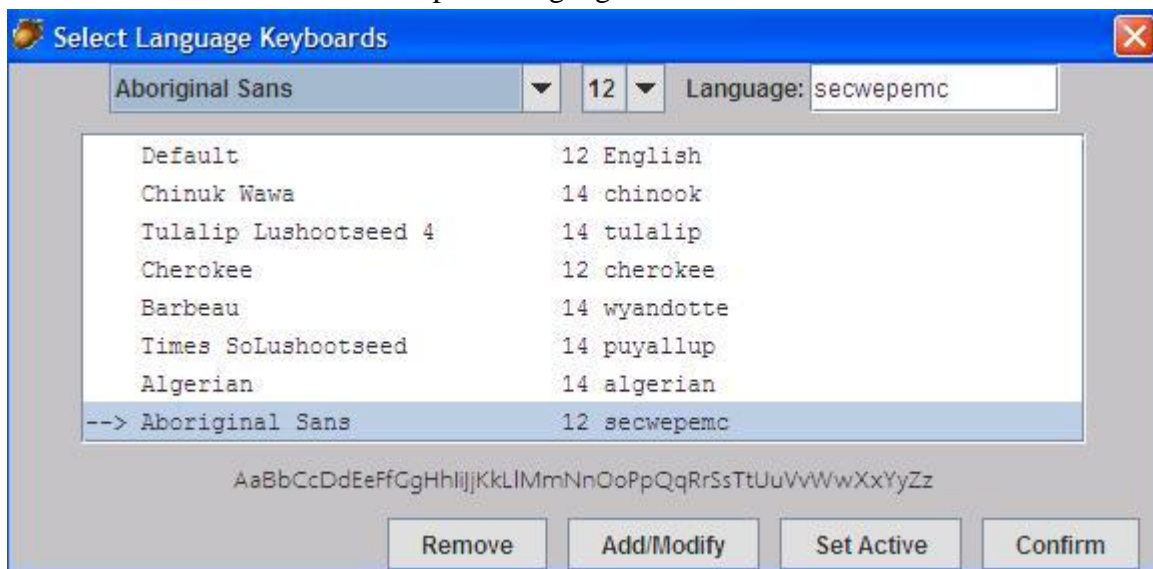 Select Language Keyboards
Aboriginal Sans 12 Language: secwepemc
Default 12 English
Chinuk Wawa 14 chinook
Tulalip Lushootseed 4 14 tulalip
Cherokee 12 cherokee
Barbeau 14 wyandotte
Times SoLushootseed 14 puyallup
Algerian 14 algerian
--> Aboriginal Sans 12 secwepemc
AaBbCcDdEeFfGgHhIiJjKkLlMmNnOoPpQqRrSsTtUuVvWwXxYyZz
Remove Add/Modify Set Active Confirm